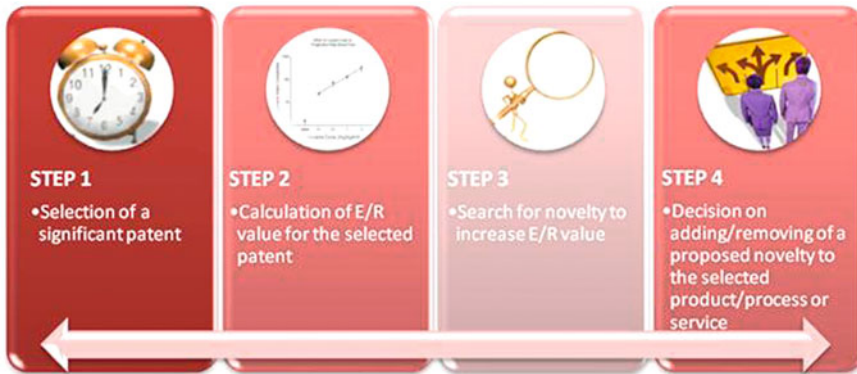 STEP 1
•Selection of a
significant patent
STEP 2
•Calculation of E/R
value for the selected
patent
STEP 3
•Search for novelty to
increase E/R value
STEP 4
•Decision on
adding/removing of a
proposed novelty to
the selected
product/process or
service